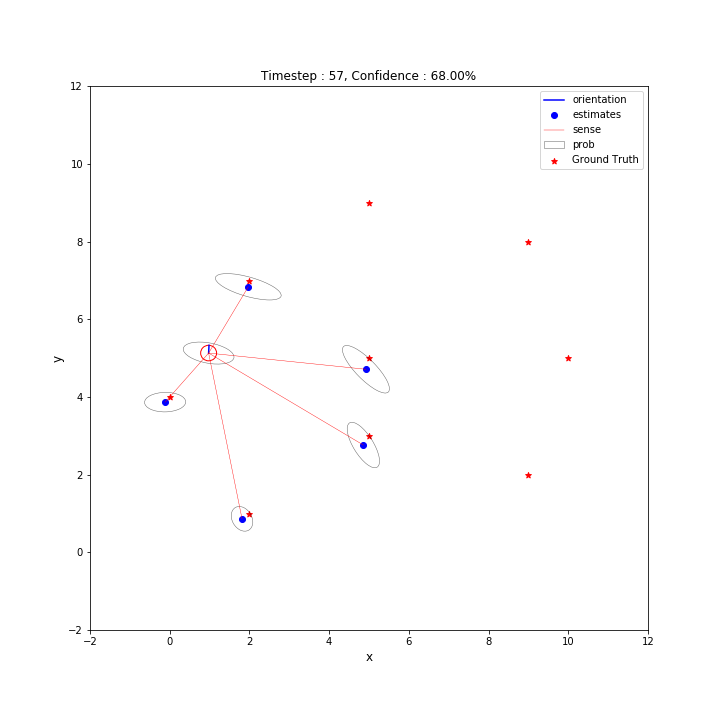 Timestep : 57, Confidence : 68.00%
orientation
estimates
sense
prob
Ground Truth
12
10
8
6
4
2
0
−2
y
−2 0 2 4 6 8 10 12
x